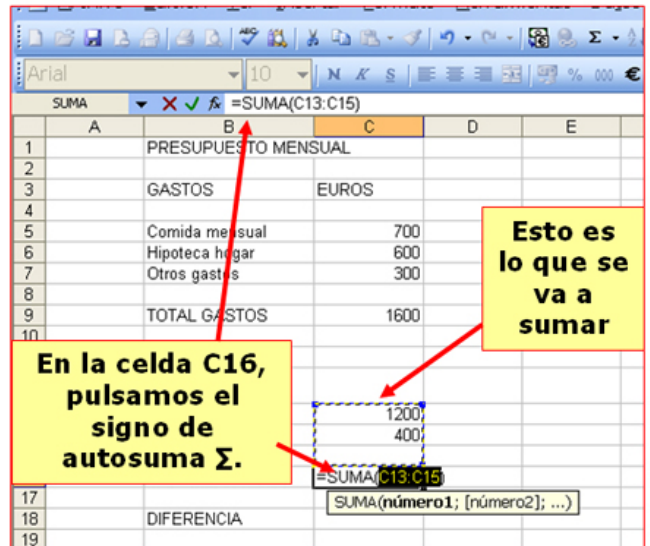 Arial 10 N K S % 000 €
SUMA =SUMA(C13:C15)
A B C D E
1 PRESUPUESTO MENSUAL
2
3 GASTOS EUROS
4
5 Comida mensual 700
6 Hipoteca hogar 600
7 Otros gastos 300
8
9 TOTAL GASTOS 1600
10
Esto es
lo que se
va a
sumar
En la celda C16,
pulsamos el
signo de
autosuma Σ.
1200
400
=SUMA(C13:C15)
17 SUMA(número1; [número2]; ...)
18 DIFERENCIA
19